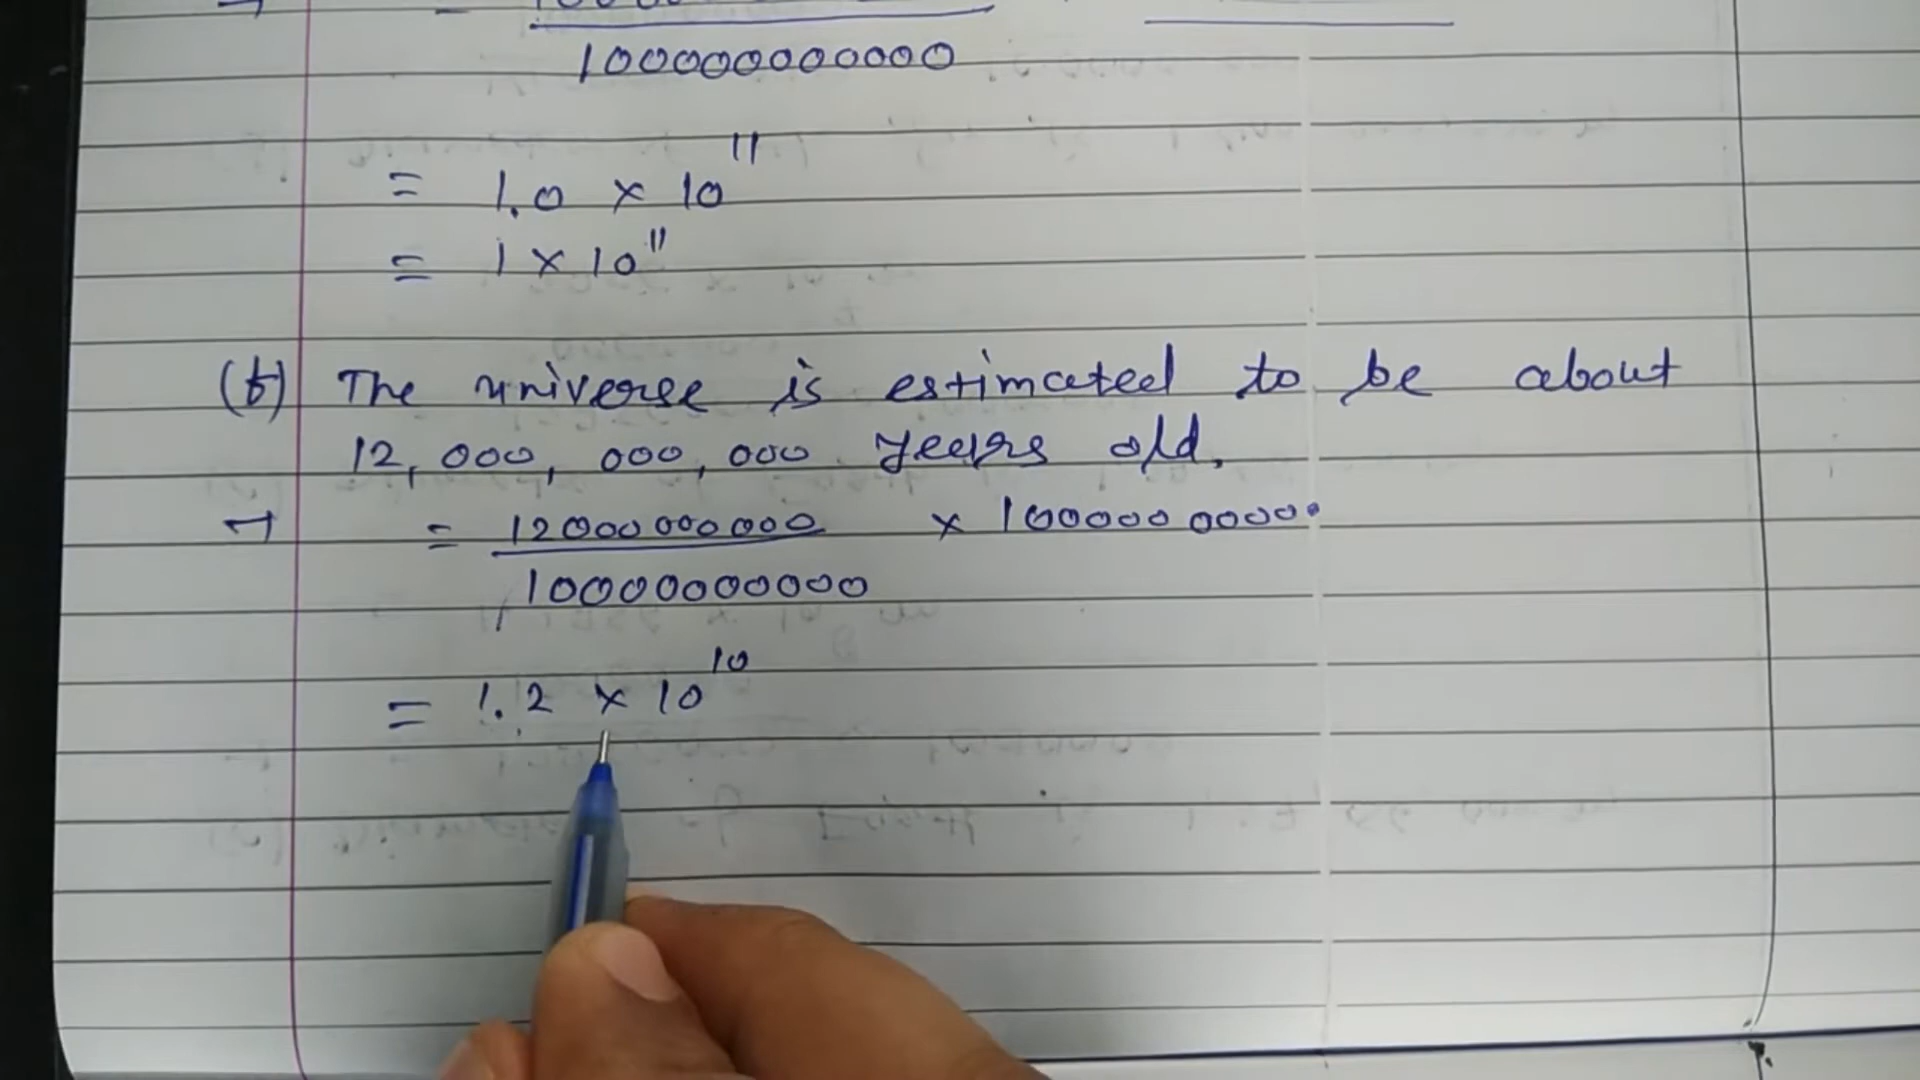 100000000000
= 1.0 × 10¹¹
= 1 × 10¹¹
(f) The universe is estimated to be about
12,000,000,000 years old.
= 12000000000 × 10000000000
10000000000
= 1.2 × 10¹⁰